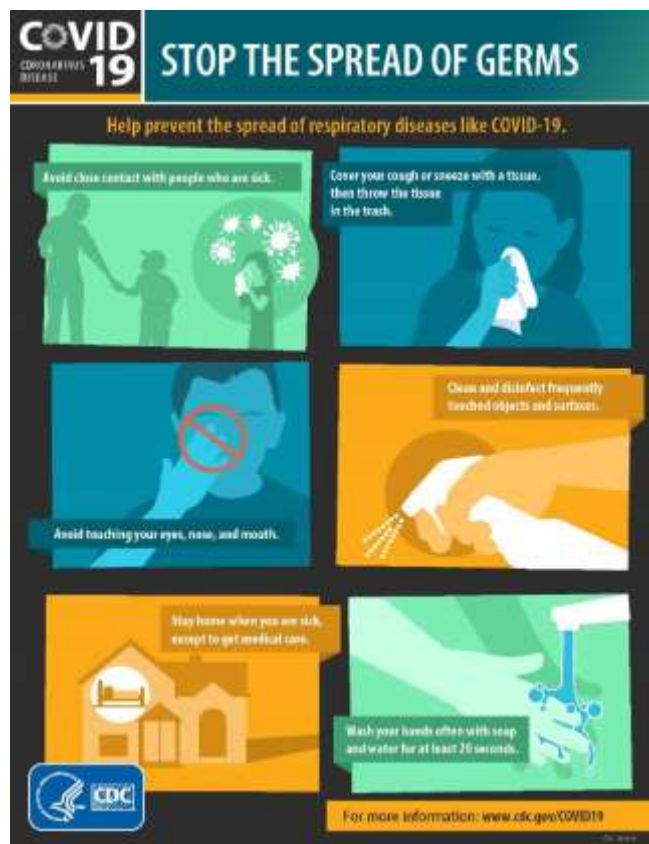 COVID
CORONAVIRUS
DISEASE
19
STOP THE SPREAD OF GERMS
Help prevent the spread of respiratory diseases like COVID-19.
Avoid close contact with people who are sick.
Cover your cough or sneeze with a tissue,
then throw the tissue
in the trash.
Avoid touching your eyes, nose, and mouth.
Clean and disinfect frequently
touched objects and surfaces.
Stay home when you are sick,
except to get medical care.
Wash your hands often with soap
and water for at least 20 seconds.
CDC
For more information: www.cdc.gov/COVID19